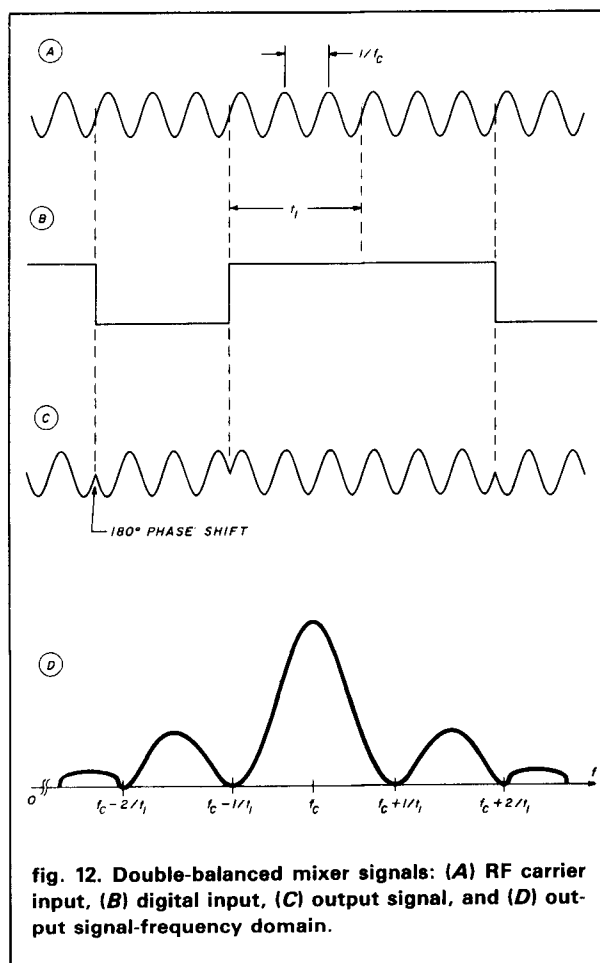 A
1/fc
B
t1
C
180° PHASE SHIFT
D
0
fc-2/t1
fc-1/t1
fc
fc+1/t1
fc+2/t1
f
fig. 12. Double-balanced mixer signals: (A) RF carrier
input, (B) digital input, (C) output signal, and (D) out-
put signal-frequency domain.